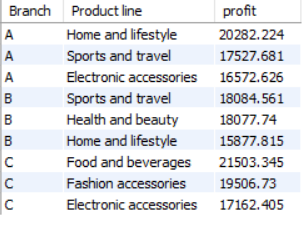 Branch Product line profit
A Home and lifestyle 20282.224
A Sports and travel 17527.681
A Electronic accessories 16572.626
B Sports and travel 18084.561
B Health and beauty 18077.74
B Home and lifestyle 15877.815
C Food and beverages 21503.345
C Fashion accessories 19506.73
C Electronic accessories 17162.405